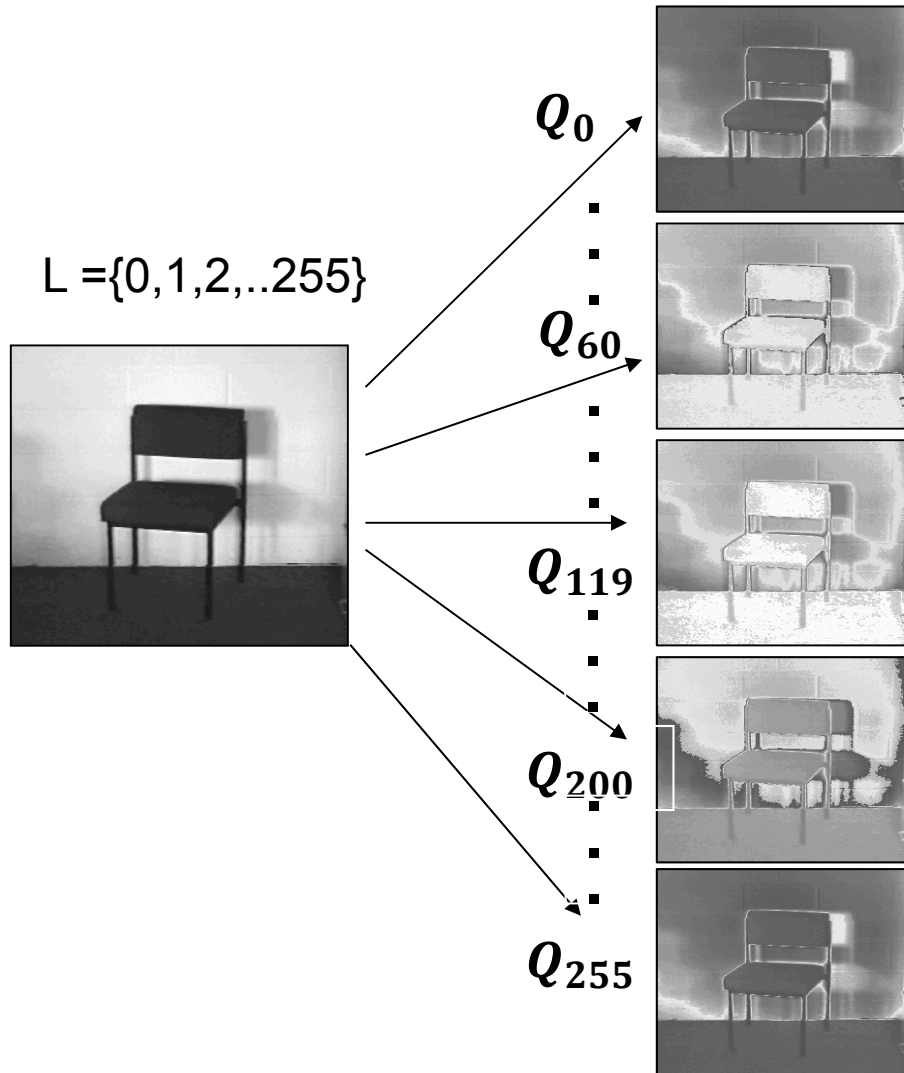 Q₀
L ={0,1,2,..255}
Q₆₀
Q₁₁₉
Q₂₀₀
Q₂₅₅